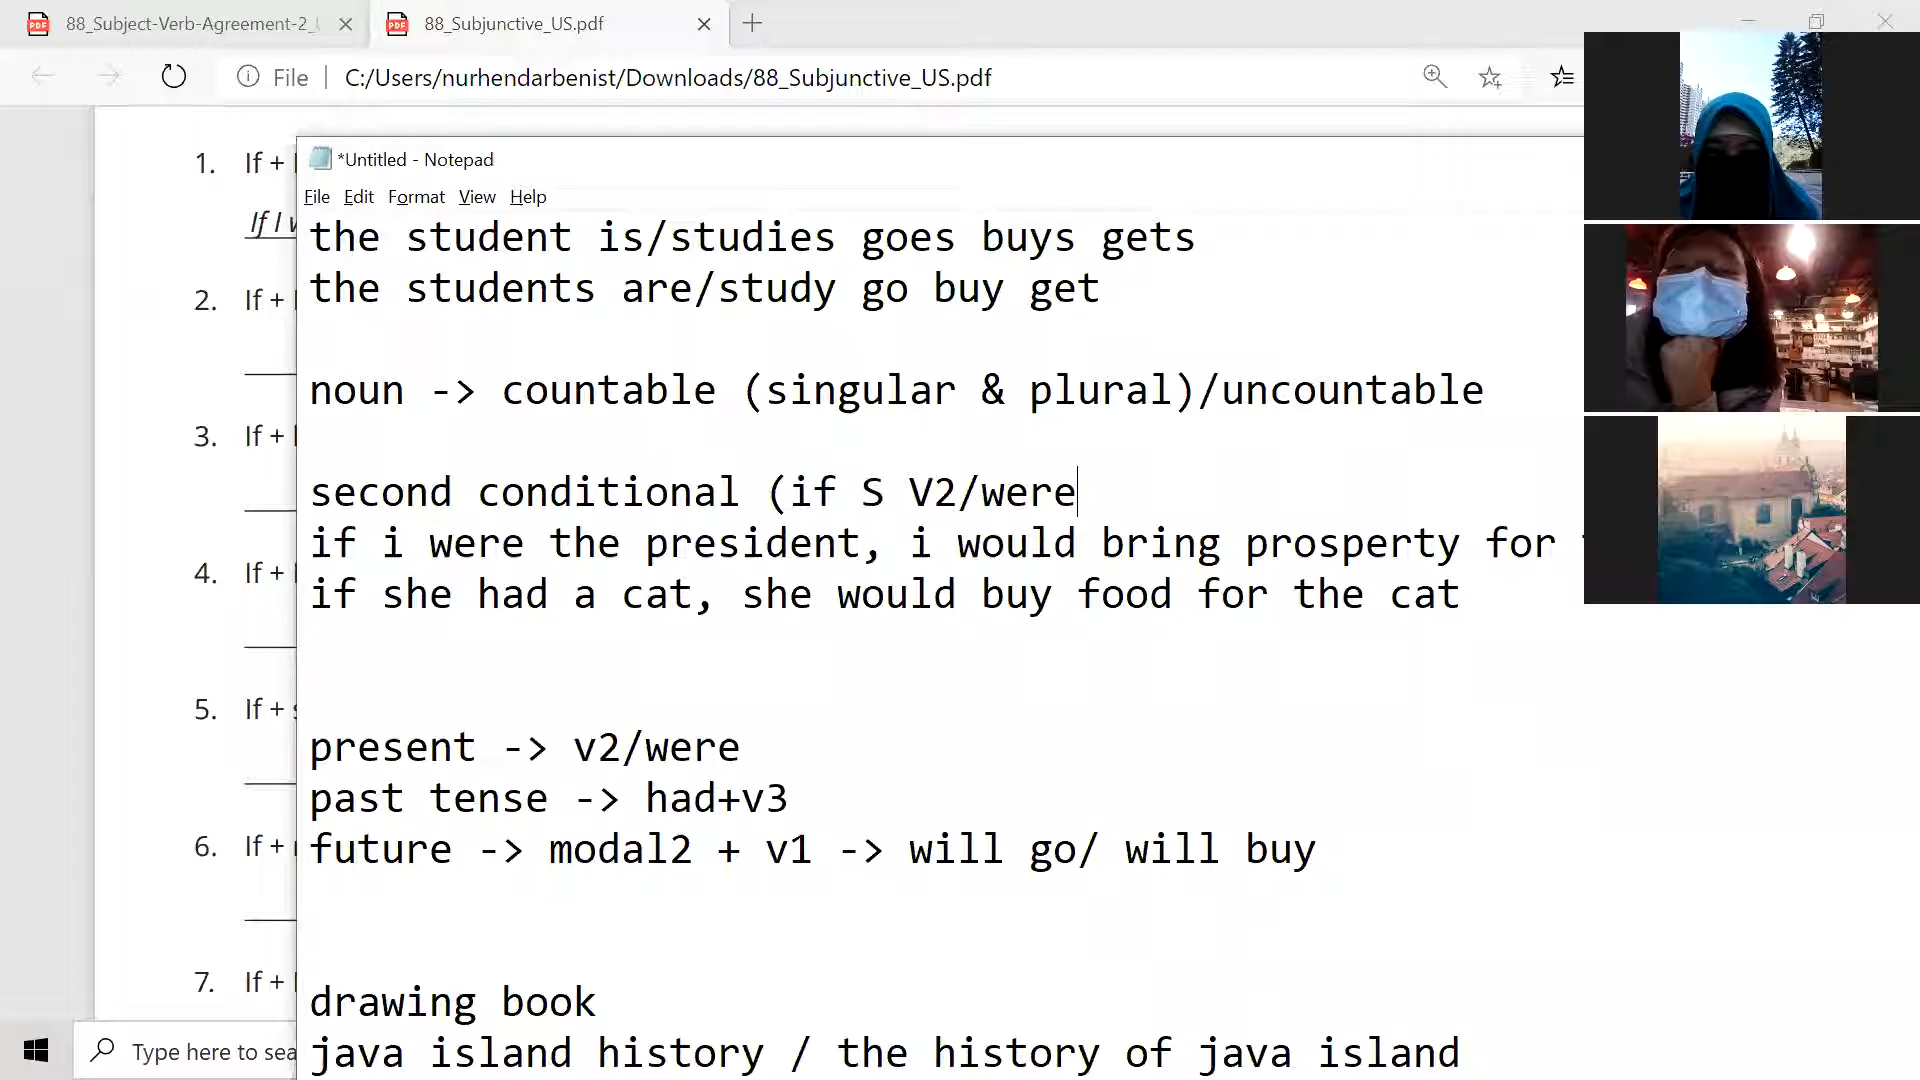 88_Subject-Verb-Agreement-2_
88_Subjunctive_US.pdf
File
C:/Users/nurhendarbenist/Downloads/88_Subjunctive_US.pdf
1. If +
If I
2. If +
3. If +
4. If +
5. If +
6. If +
7. If +
*Untitled - Notepad
File Edit Format View Help
the student is/studies goes buys gets
the students are/study go buy get
noun -> countable (singular & plural)/uncountable
second conditional (if S V2/were
if i were the president, i would bring prosperty for
if she had a cat, she would buy food for the cat
present -> v2/were
past tense -> had+v3
future -> modal2 + v1 -> will go/ will buy
drawing book
java island history / the history of java island
Type here to sea